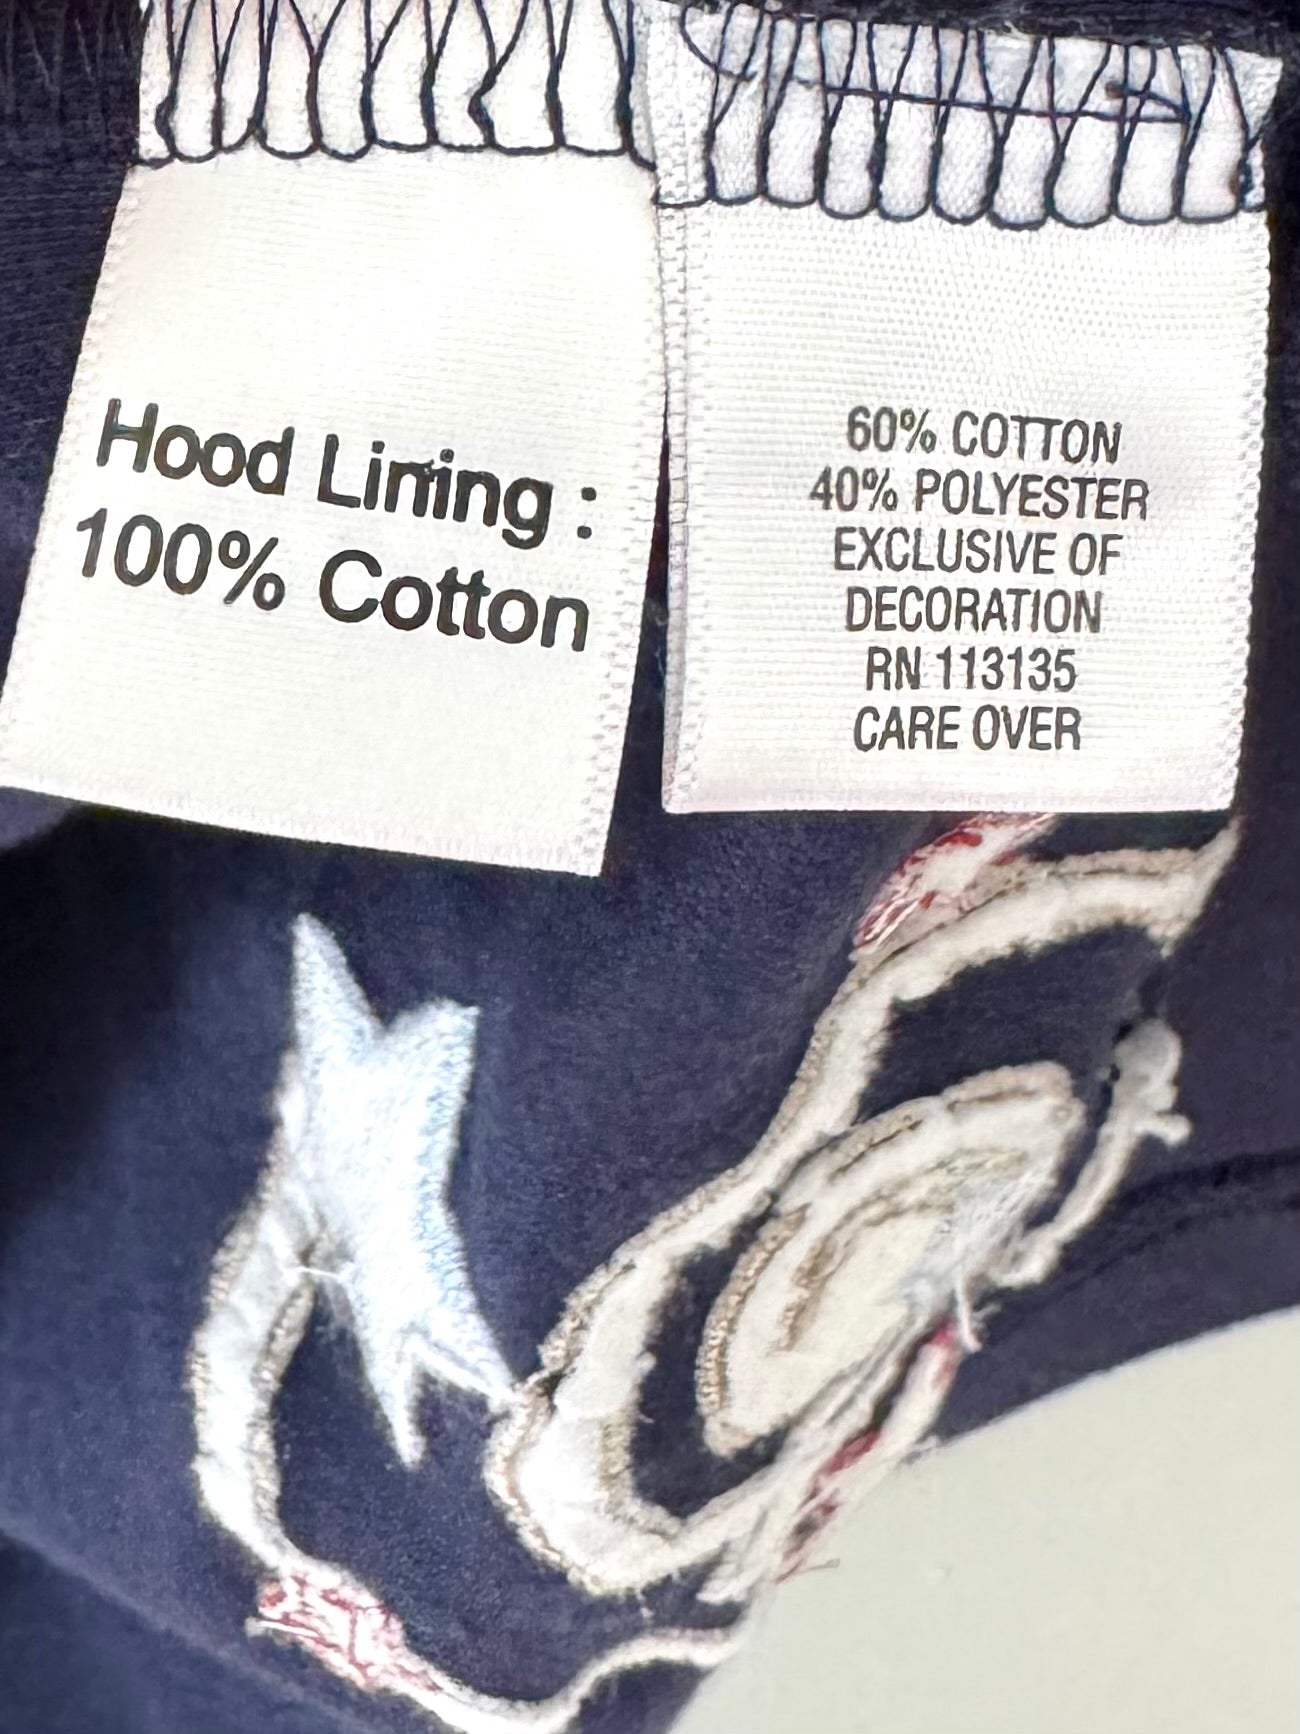 Hood Lining :
100% Cotton
60% COTTON
40% POLYESTER
EXCLUSIVE OF
DECORATION
RN 113135
CARE OVER